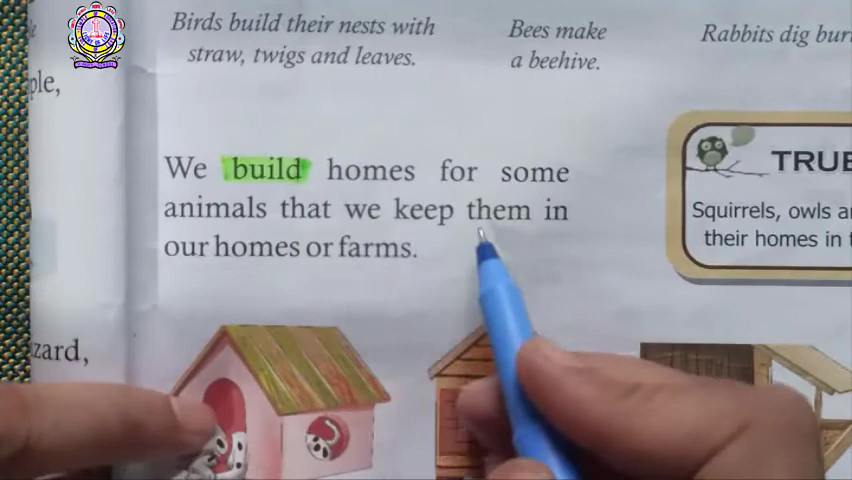 Birds build their nests with
straw, twigs and leaves.
Bees make
a beehive.
Rabbits dig
ple,
We build homes for some
animals that we keep them in
our homes or farms.
TRUE
Squirrels, owls
their homes in
zard,